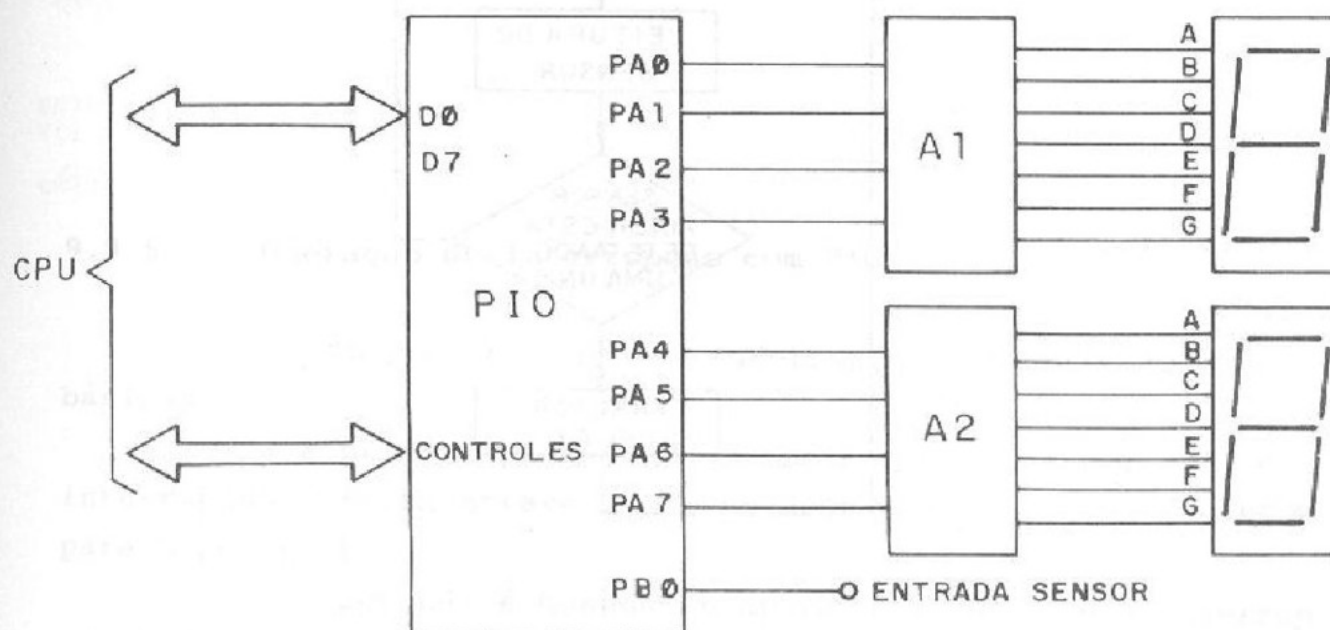 CPU
D0
D7
CONTROLES
PIO
PA0
PA1
PA2
PA3
PA4
PA5
PA6
PA7
PB0
ENTRADA SENSOR
A1
A
B
C
D
E
F
G
A2
A
B
C
D
E
F
G